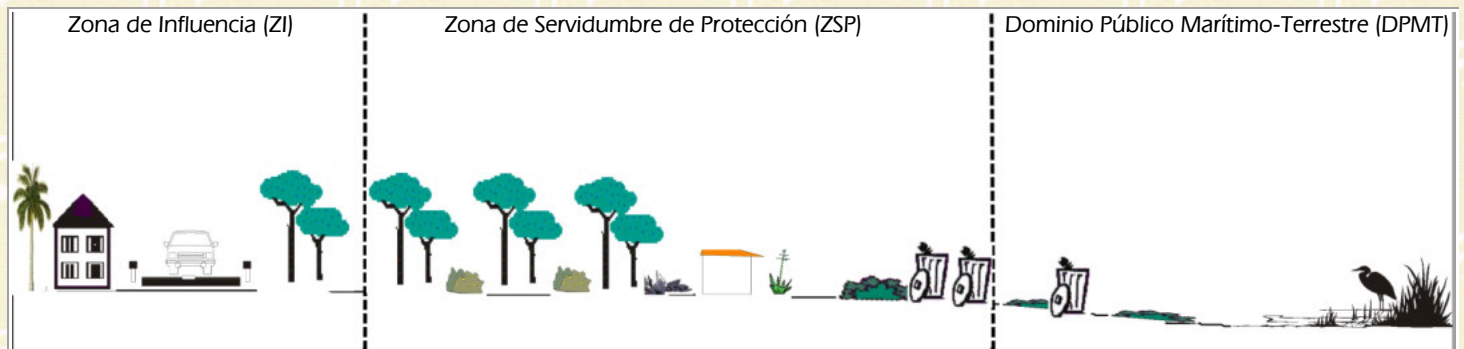 Zona de Influencia (ZI)
Zona de Servidumbre de Protección (ZSP)
Dominio Público Marítimo-Terrestre (DPMT)